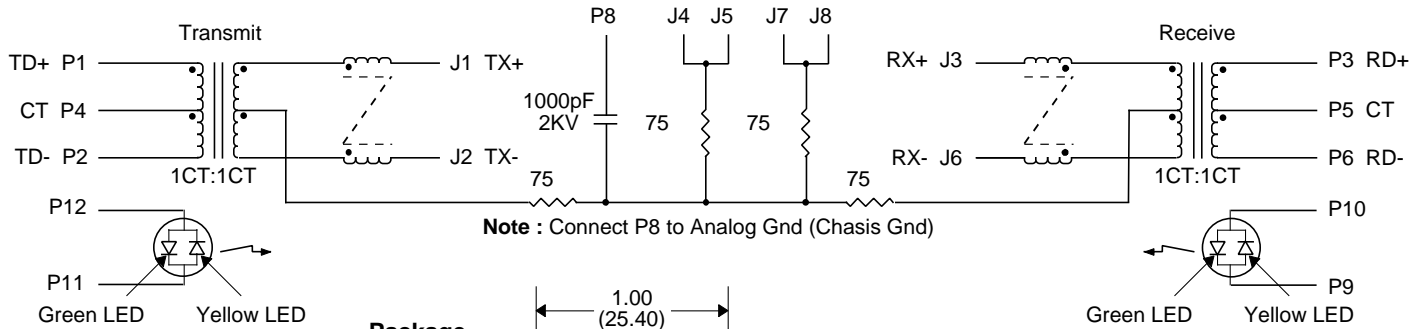 P8 J4 J5 J7 J8
Transmit
Receive
TD+ P1
J1 TX+
RX+ J3
P3 RD+
CT P4
1000pF
2KV
75
75
P5 CT
TD- P2
J2 TX-
RX- J6
P6 RD-
1CT:1CT
1CT:1CT
75
75
P12
P10
Note : Connect P8 to Analog Gnd (Chasis Gnd)
P11
P9
Green LED
Yellow LED
Green LED
Yellow LED
1.00
(25.40)
Package